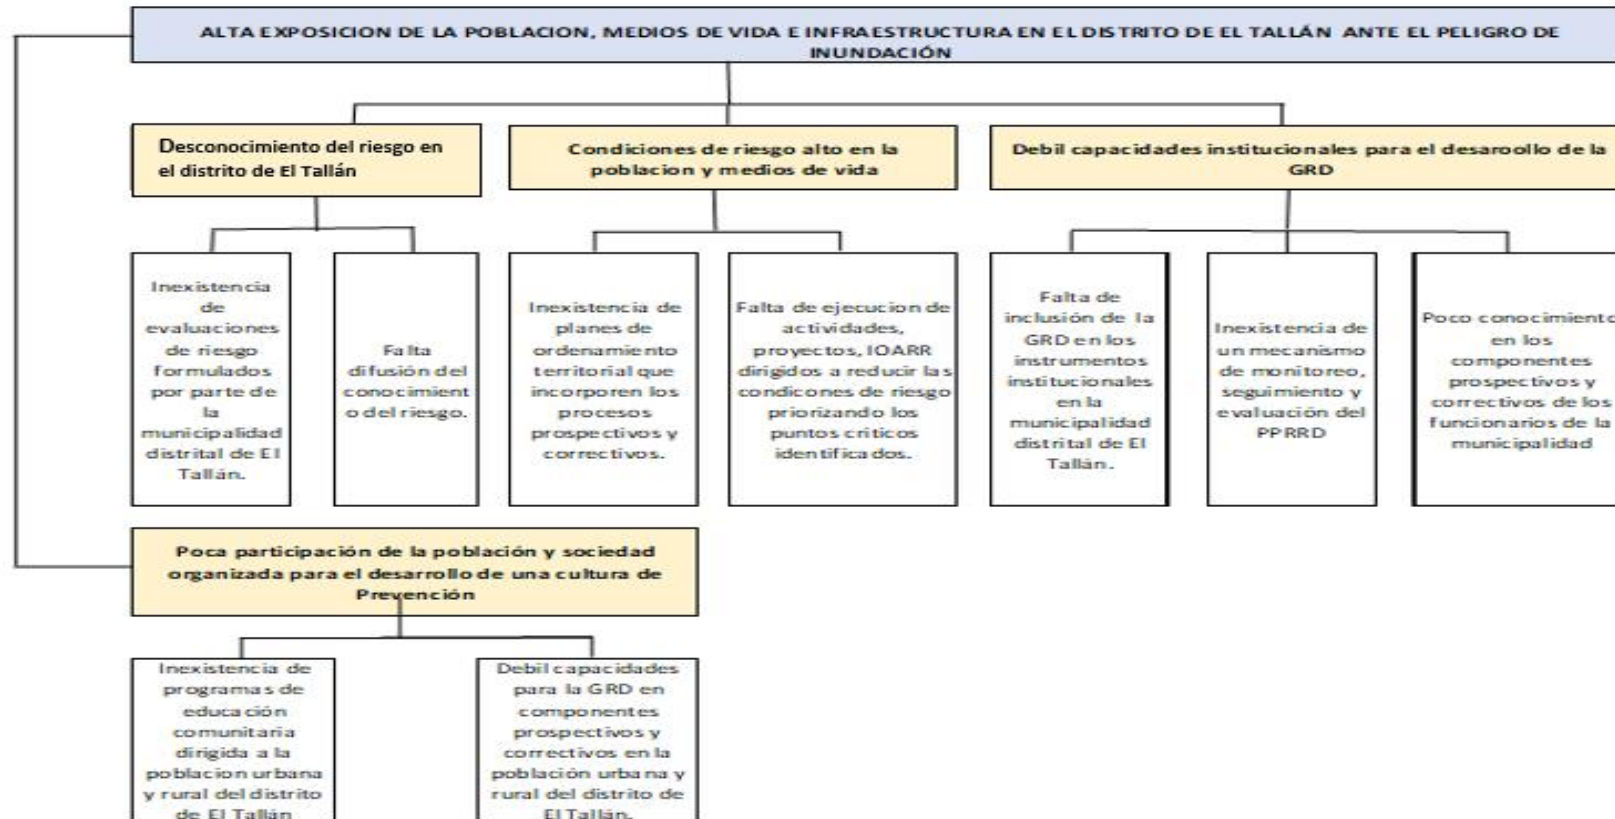 ALTA EXPOSICION DE LA POBLACION, MEDIOS DE VIDA E INFRAESTRUCTURA EN EL DISTRITO DE EL TALLÁN ANTE EL PELIGRO DE
INUNDACIÓN
Desconocimiento del riesgo en
el distrito de El Tallán
Condiciones de riesgo alto en la
poblacion y medios de vida
Debil capacidades institucionales para el desaroollo de la
GRD
Inexistencia
de
evaluaciones
de riesgo
formulados
por parte de
la
municipalidad
distrital de El
Tallán.
Falta
difusión del
conocimient
o del riesgo.
Inexistencia de
planes de
ordenamiento
territorial que
incorporen los
procesos
prospectivos y
correctivos.
Falta de ejecucion de
actividades,
proyectos, IOARR
dirigidos a reducir las
condicones de riesgo
priorizando los
puntos criticos
identificados.
Falta de
inclusión de la
GRD en los
instrumentos
institucionales
en la
municipalidad
distrital de El
Tallán.
Inexistencia de
un mecanismo
de monitoreo,
seguimiento y
evaluación del
PPRRD
Poco conocimiento
en los
componentes
prospectivos y
correctivos de los
funcionarios de la
municipalidad
Poca participación de la población y sociedad
organizada para el desarrollo de una cultura de
Prevención
Inexistencia de
programas de
educación
comunitaria
dirigida a la
poblacion urbana
y rural del distrito
de El Tallán
Debil capacidades
para la GRD en
componentes
prospectivos y
correctivos en la
población urbana y
rural del distrito de
El Tallán.